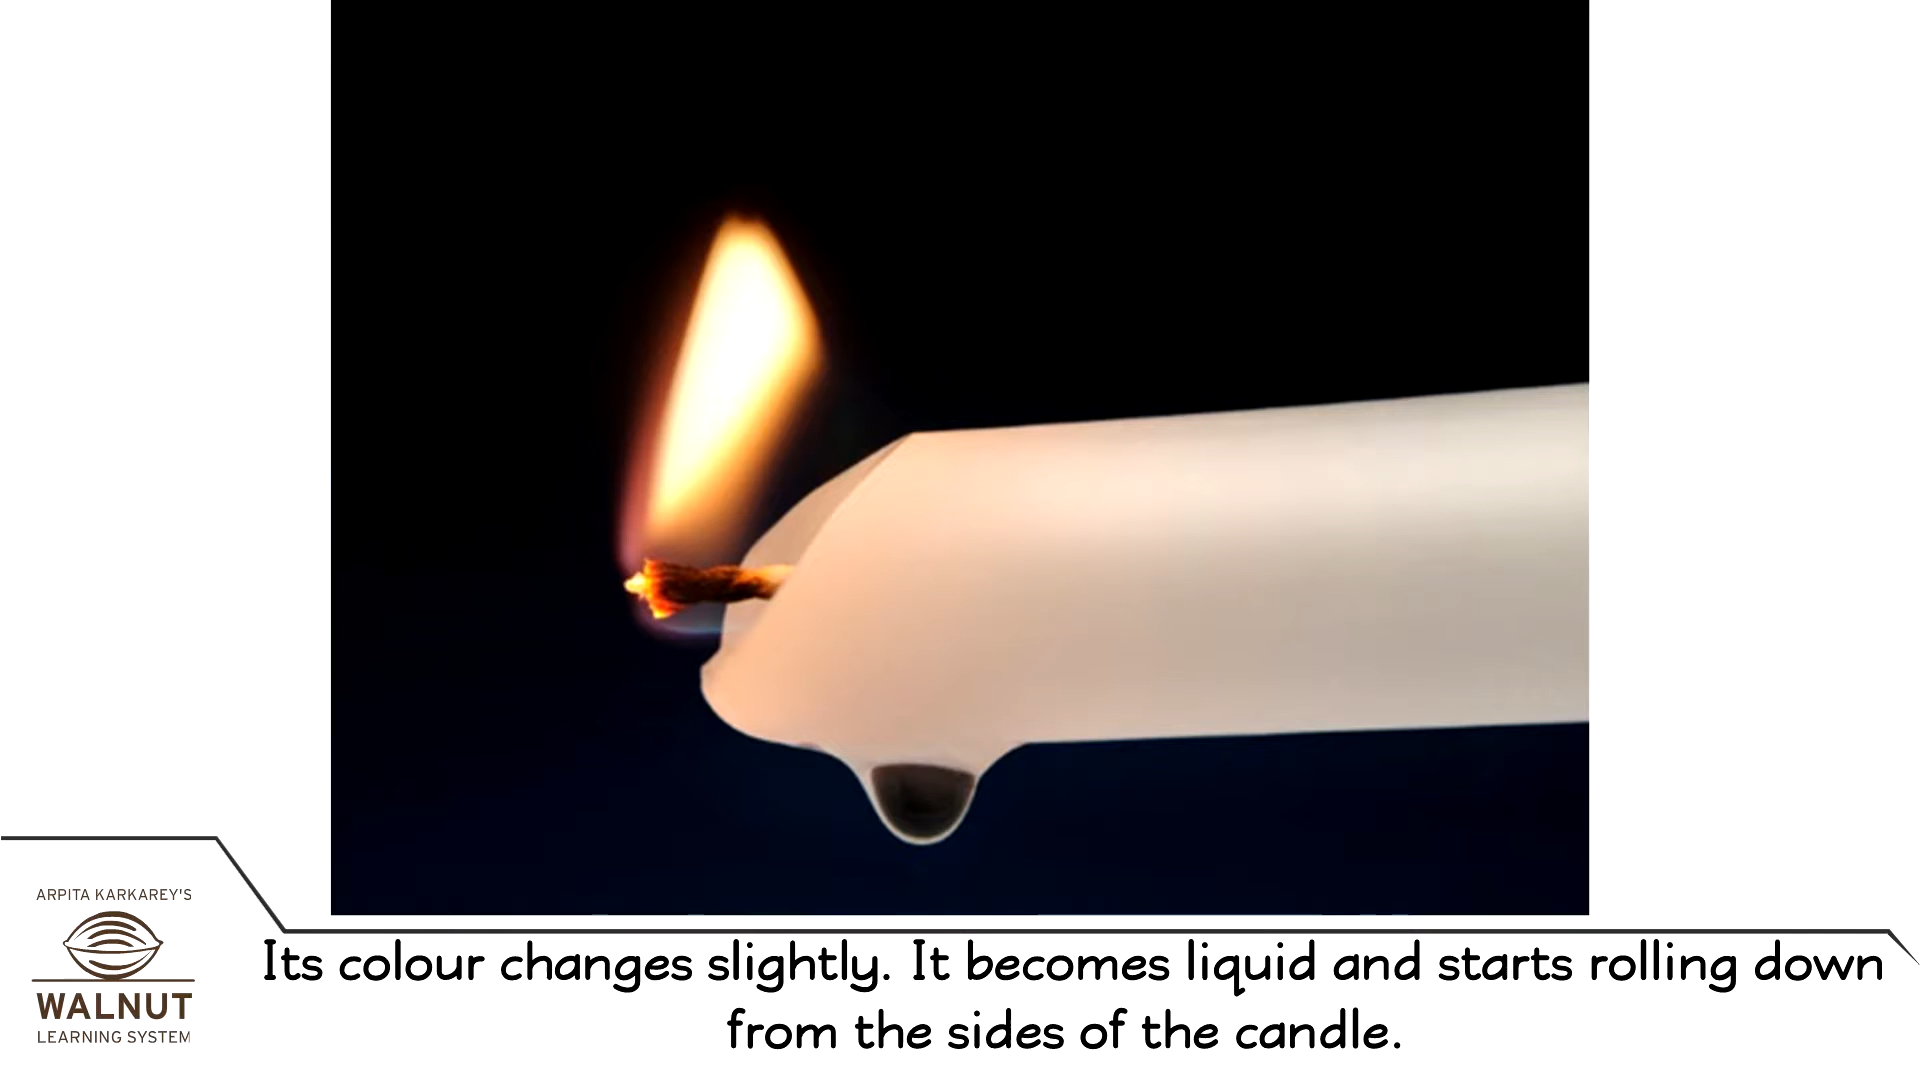 ARPITA KARKAREY'S
WALNUT
LEARNING SYSTEM
Its colour changes slightly. It becomes liquid and starts rolling down
from the sides of the candle.